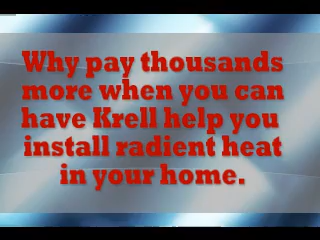 Why pay thousands
more when you can
have Krell help you
install radient heat
in your home.